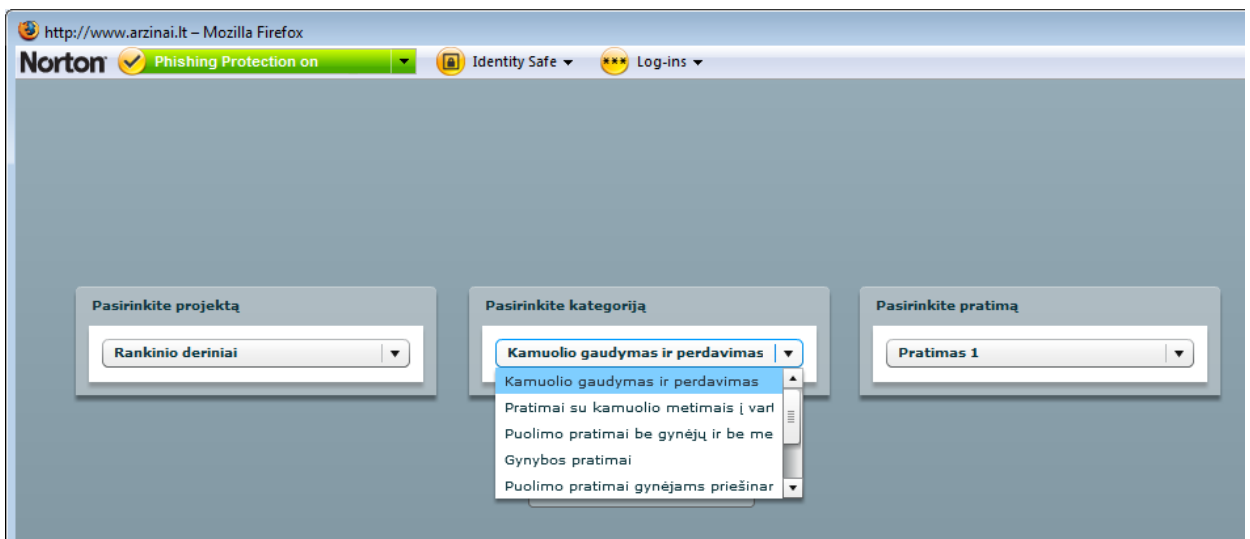 http://www.arzinai.lt – Mozilla Firefox
Norton Phishing Protection on Identity Safe Log-ins
Pasirinkite projektą
Rankinio deriniai
Pasirinkite kategoriją
Kamuolio gaudymas ir perdavimas
Kamuolio gaudymas ir perdavimas
Pratimai su kamuolio metimais į vart
Puolimo pratimai be gynėjų ir be me
Gynybos pratimai
Puolimo pratimai gynėjams priešinar
Pasirinkite pratimą
Pratimas 1